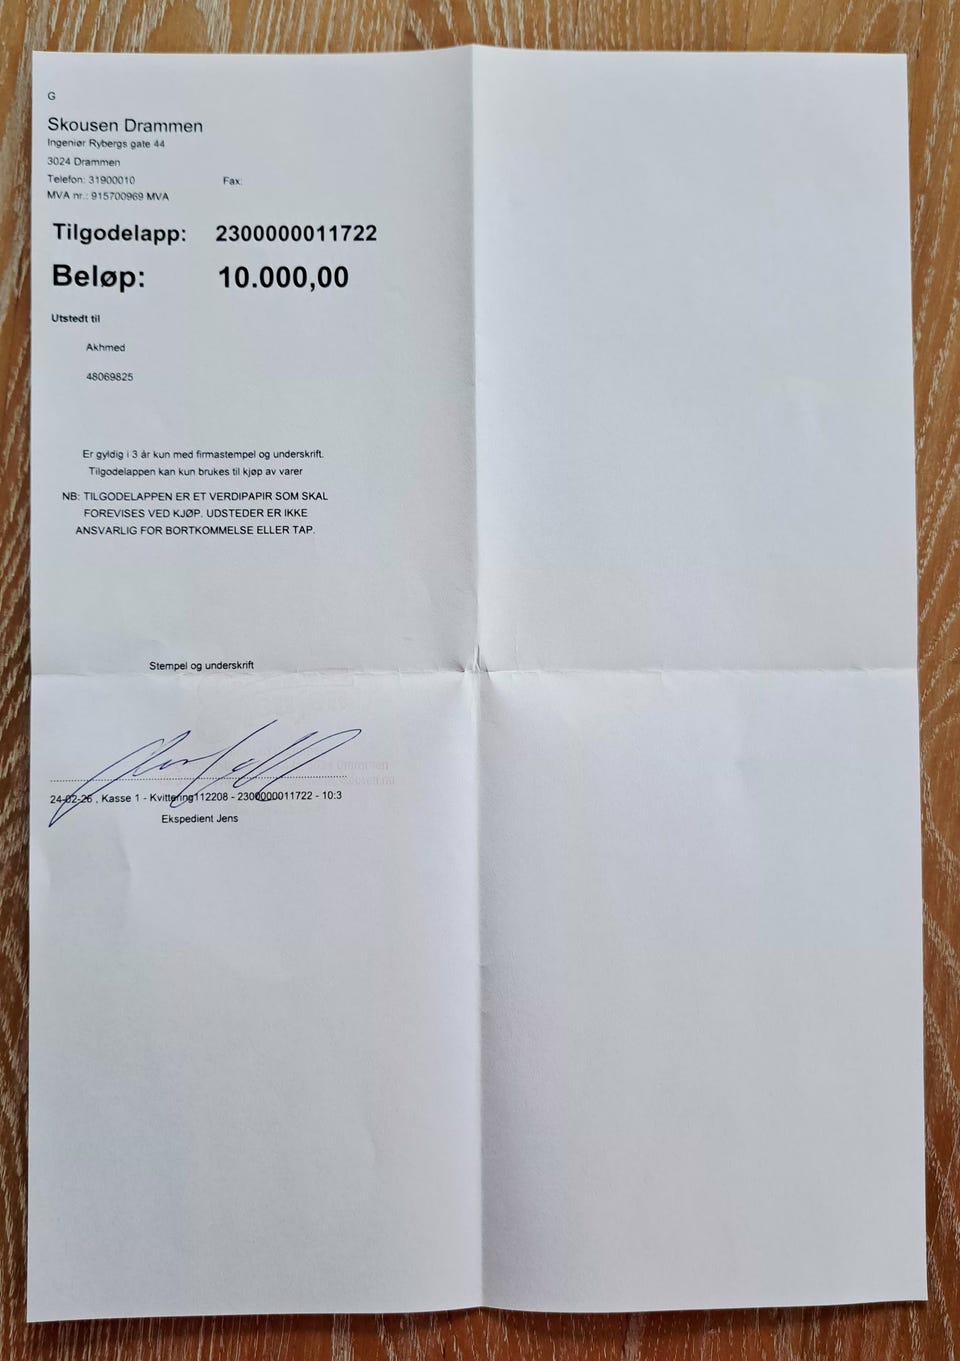 G
Skousen Drammen
Ingeniør Rybergs gate 44
3024 Drammen
Telefon: 31900010 Fax:
MVA nr.: 915700969 MVA
Tilgodelapp: 2300000011722
Beløp: 10.000,00
Utstedt til
Akhmed
48069825
Er gyldig i 3 år kun med firmastempel og underskrift.
Tilgodelappen kan kun brukes til kjøp av varer
NB: TILGODELAPPEN ER ET VERDIPAPIR SOM SKAL
FOREVISES VED KJØP. UDSTEDER ER IKKE
ANSVARLIG FOR BORTKOMMELSE ELLER TAP.
Stempel og underskrift
Drammen
24-02-26 , Kasse 1 - Kvittering112208 - 2300000011722 - 10:3
Ekspedient Jens